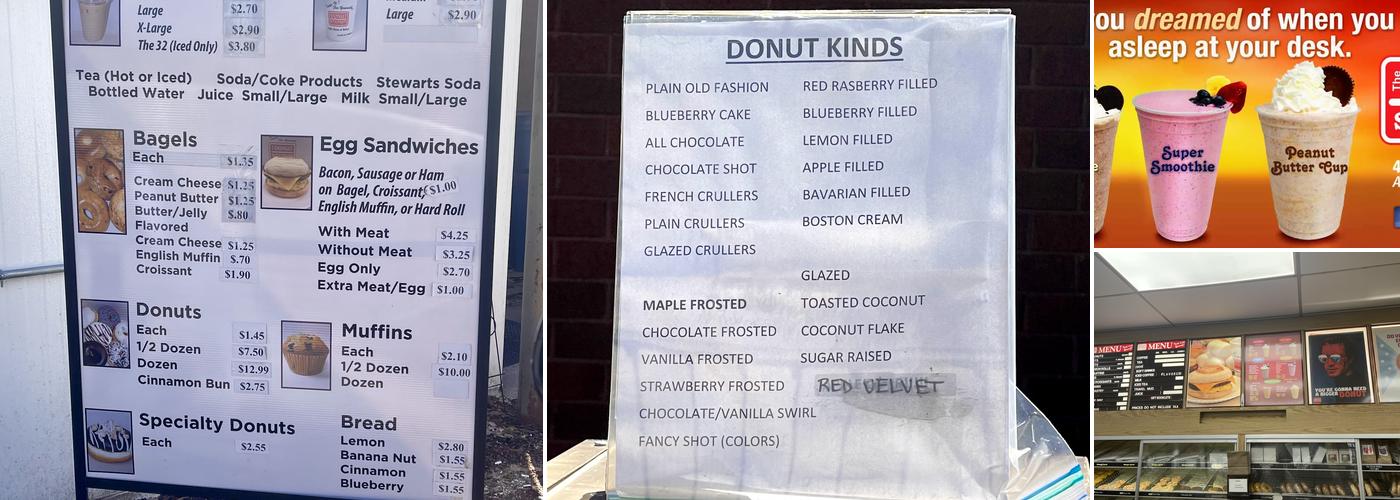 Large $2.70
X-Large $2.90
The 32 (Iced Only) $3.80
Large $2.90
Tea (Hot or Iced) Soda/Coke Products Stewarts Soda
Bottled Water Juice Small/Large Milk Small/Large
Bagels
Each $1.35
Cream Cheese $1.25
Peanut Butter $1.25
Butter/Jelly $.80
Flavored
Cream Cheese $1.25
English Muffin $.70
Croissant $1.90
Egg Sandwiches
Bacon, Sausage or Ham
on Bagel, Croissant, ($1.00
English Muffin, or Hard Roll
With Meat $4.25
Without Meat $3.25
Egg Only $2.70
Extra Meat/Egg $1.00
Donuts
Each $1.45
1/2 Dozen $7.50
Dozen $12.99
Cinnamon Bun $2.75
Muffins
Each $2.10
1/2 Dozen $10.00
Dozen
Specialty Donuts
Each $2.55
Bread
Lemon $2.80
Banana Nut $1.55
Cinnamon $1.55
Blueberry $1.55
DONUT KINDS
PLAIN OLD FASHION
BLUEBERRY CAKE
ALL CHOCOLATE
CHOCOLATE SHOT
FRENCH CRULLERS
PLAIN CRULLERS
GLAZED CRULLERS
MAPLE FROSTED
CHOCOLATE FROSTED
VANILLA FROSTED
STRAWBERRY FROSTED
CHOCOLATE/VANILLA SWIRL
FANCY SHOT (COLORS)
RED RASBERRY FILLED
BLUEBERRY FILLED
LEMON FILLED
APPLE FILLED
BAVARIAN FILLED
BOSTON CREAM
GLAZED
TOASTED COCONUT
COCONUT FLAKE
SUGAR RAISED
RED VELVET
ou dreamed of when you
asleep at your desk.
The
Super
Smoothie
Peanut
Butter Cup
MENU
MENU
YOU'RE GONNA NEED
A BIGGER DONUT